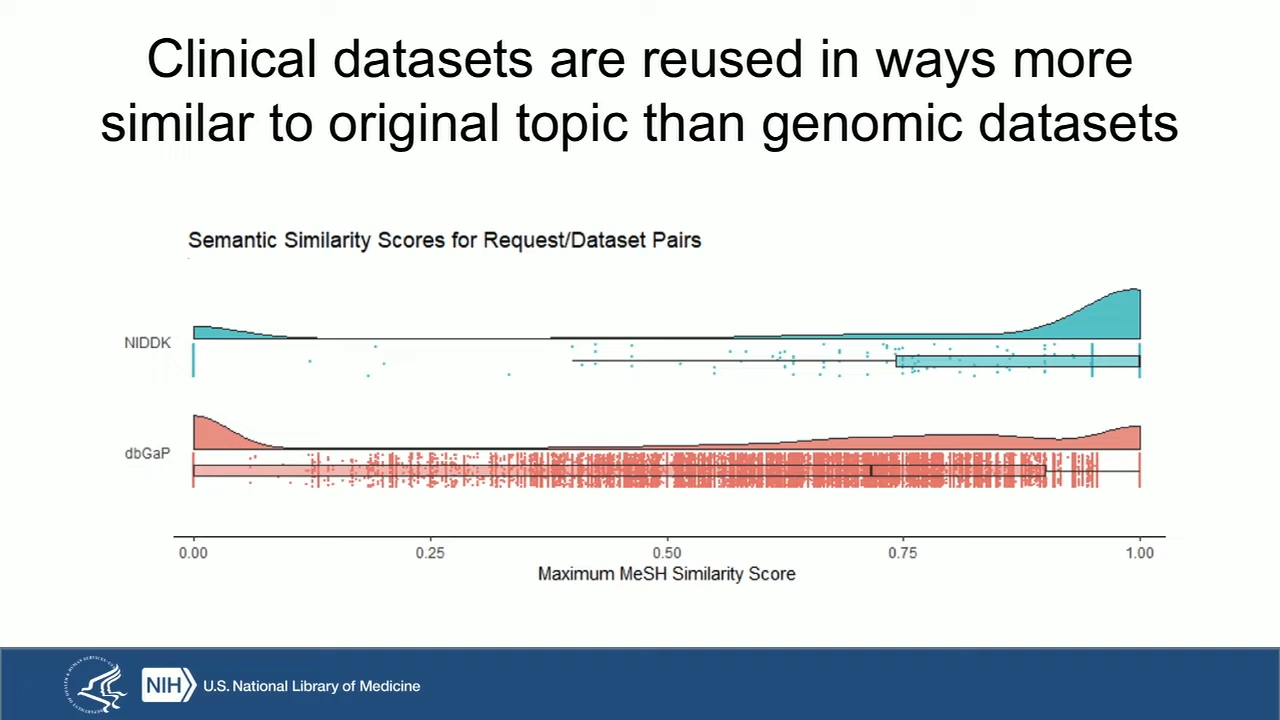 Clinical datasets are reused in ways more
similar to original topic than genomic datasets
Semantic Similarity Scores for Request/Dataset Pairs
NIDDK
dbGaP
0.00 0.25 0.50 0.75 1.00
Maximum MeSH Similarity Score
NIH U.S. National Library of Medicine